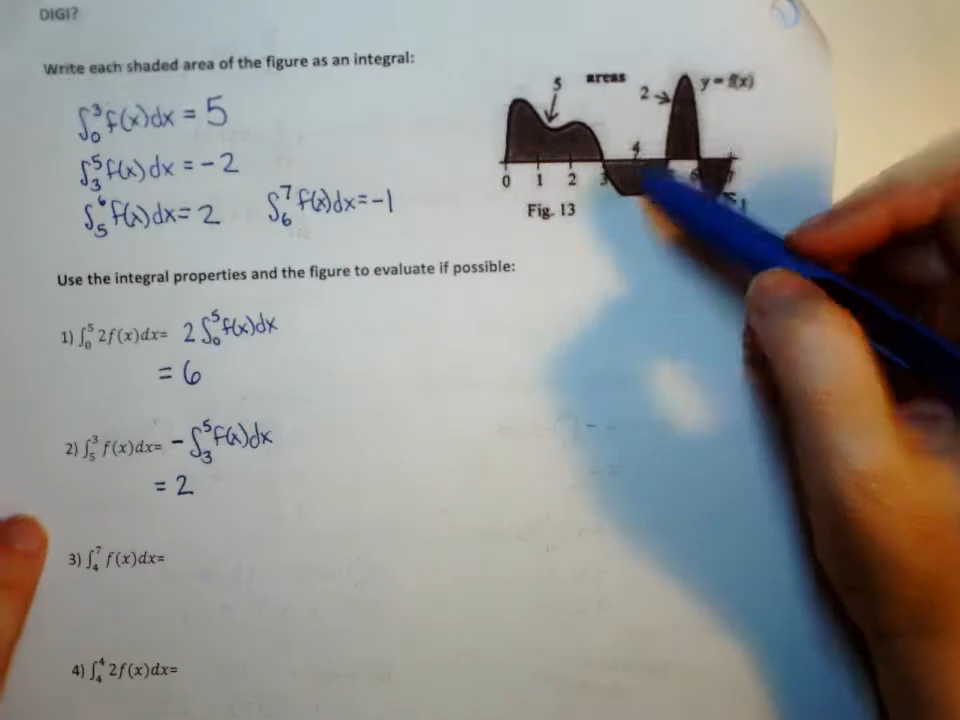 DIGI?
Write each shaded area of the figure as an integral:
∫₀³ f(x)dx = 5
∫₃⁵ f(x)dx = -2
∫₅⁶ f(x)dx = 2 ∫₆⁷ f(x)dx = -1
5 areas 2 y = f(x)
4
0 1 2 3 6 7
1
Fig. 13
Use the integral properties and the figure to evaluate if possible:
1) ∫₀⁵ 2f(x)dx= 2 ∫₀⁵ f(x)dx
= 6
2) ∫₅³ f(x)dx= - ∫₃⁵ f(x)dx
= 2
3) ∫₄⁷ f(x)dx=
4) ∫₄⁴ 2f(x)dx=